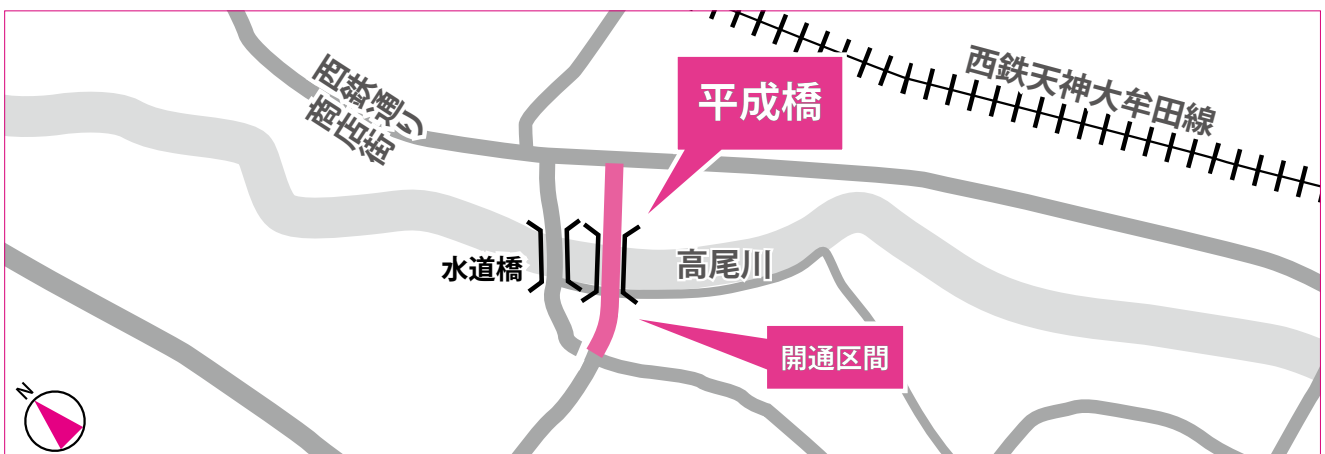 西鉄天神大牟田線
西鉄通り
商店街
平成橋
水道橋
高尾川
開通区間
N